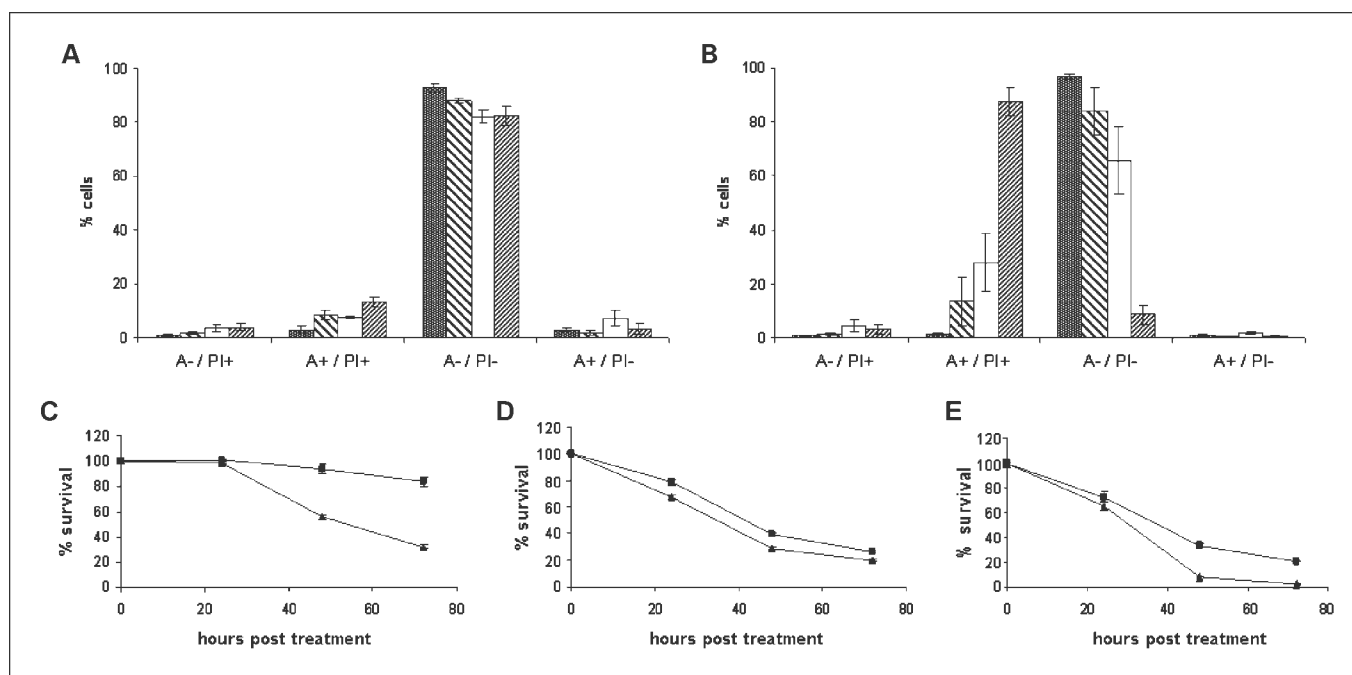 A
B
100
80
60
40
20
0
% cells
A- / PI+
A+ / PI+
A- / PI-
A+ / PI-
100
80
60
40
20
0
% cells
A- / PI+
A+ / PI+
A- / PI-
A+ / PI-
C
D
E
120
100
80
60
40
20
0
% survival
0 20 40 60 80
hours post treatment
120
100
80
60
40
20
0
% survival
0 20 40 60 80
hours post treatment
120
100
80
60
40
20
0
% survival
0 20 40 60 80
hours post treatment